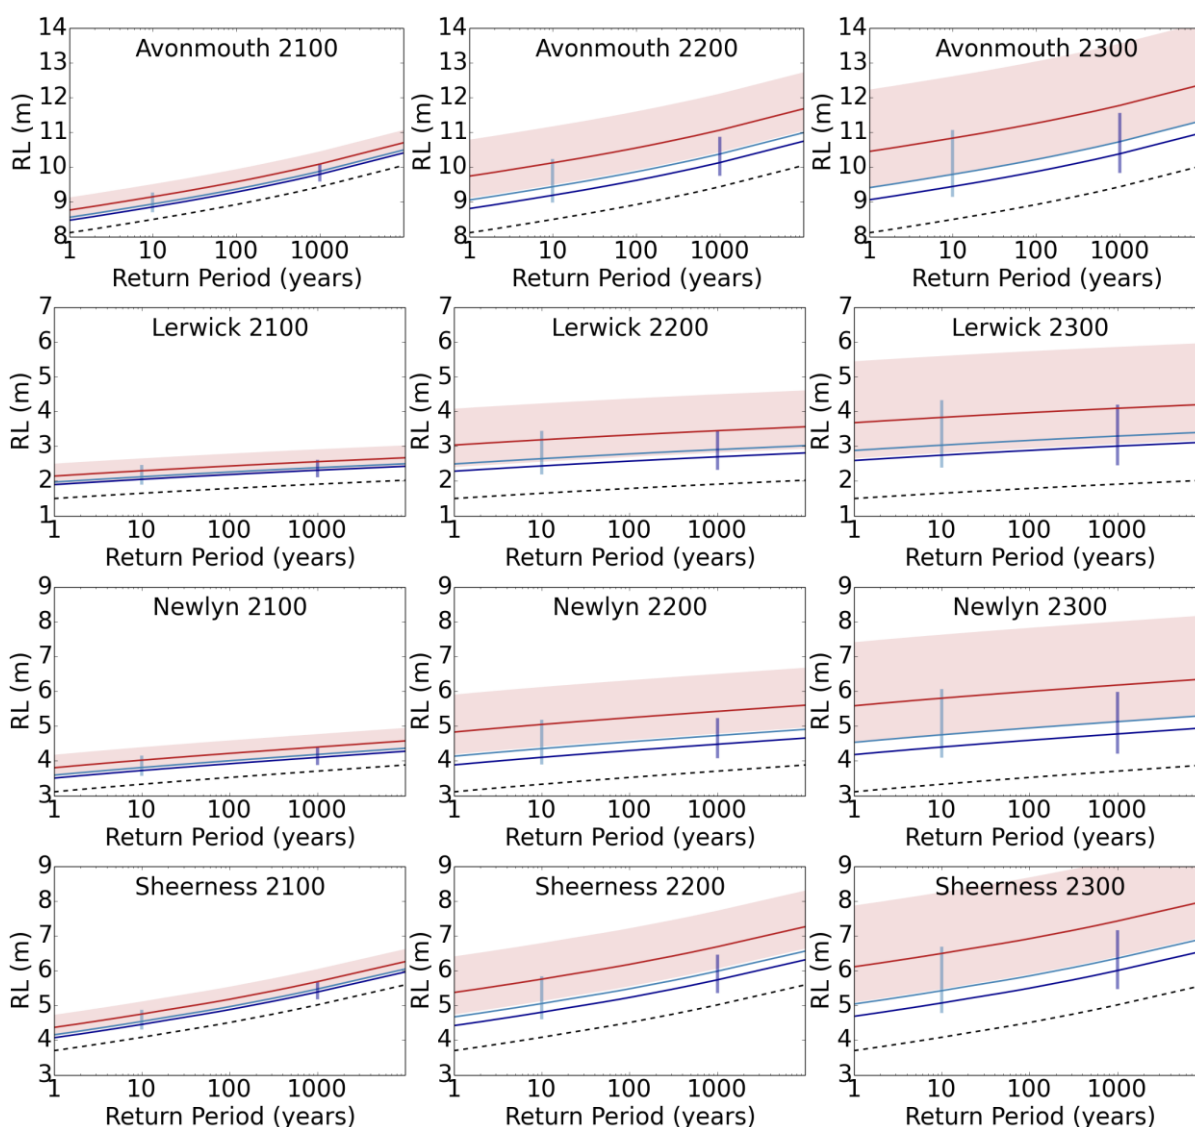 Avonmouth 2100
RL (m)
14
13
12
11
10
9
8
1 10 100 1000
Return Period (years)
Avonmouth 2200
RL (m)
14
13
12
11
10
9
8
1 10 100 1000
Return Period (years)
Avonmouth 2300
RL (m)
14
13
12
11
10
9
8
1 10 100 1000
Return Period (years)
Lerwick 2100
RL (m)
7
6
5
4
3
2
1
1 10 100 1000
Return Period (years)
Lerwick 2200
RL (m)
7
6
5
4
3
2
1
1 10 100 1000
Return Period (years)
Lerwick 2300
RL (m)
7
6
5
4
3
2
1
1 10 100 1000
Return Period (years)
Newlyn 2100
RL (m)
9
8
7
6
5
4
3
1 10 100 1000
Return Period (years)
Newlyn 2200
RL (m)
9
8
7
6
5
4
3
1 10 100 1000
Return Period (years)
Newlyn 2300
RL (m)
9
8
7
6
5
4
3
1 10 100 1000
Return Period (years)
Sheerness 2100
RL (m)
9
8
7
6
5
4
3
1 10 100 1000
Return Period (years)
Sheerness 2200
RL (m)
9
8
7
6
5
4
3
1 10 100 1000
Return Period (years)
Sheerness 2300
RL (m)
9
8
7
6
5
4
3
1 10 100 1000
Return Period (years)